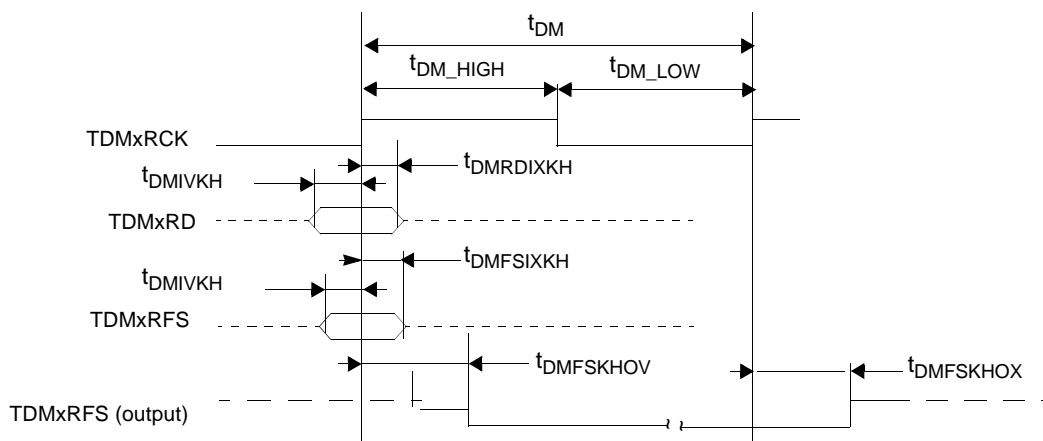 tDM
tDM_HIGH
tDM_LOW
TDMxRCK
tDMRDIXKH
tDMIVKH
TDMxRD
tDMFSIXKH
tDMIVKH
TDMxRFS
tDMFSKHOV
tDMFSKHOX
TDMxRFS (output)